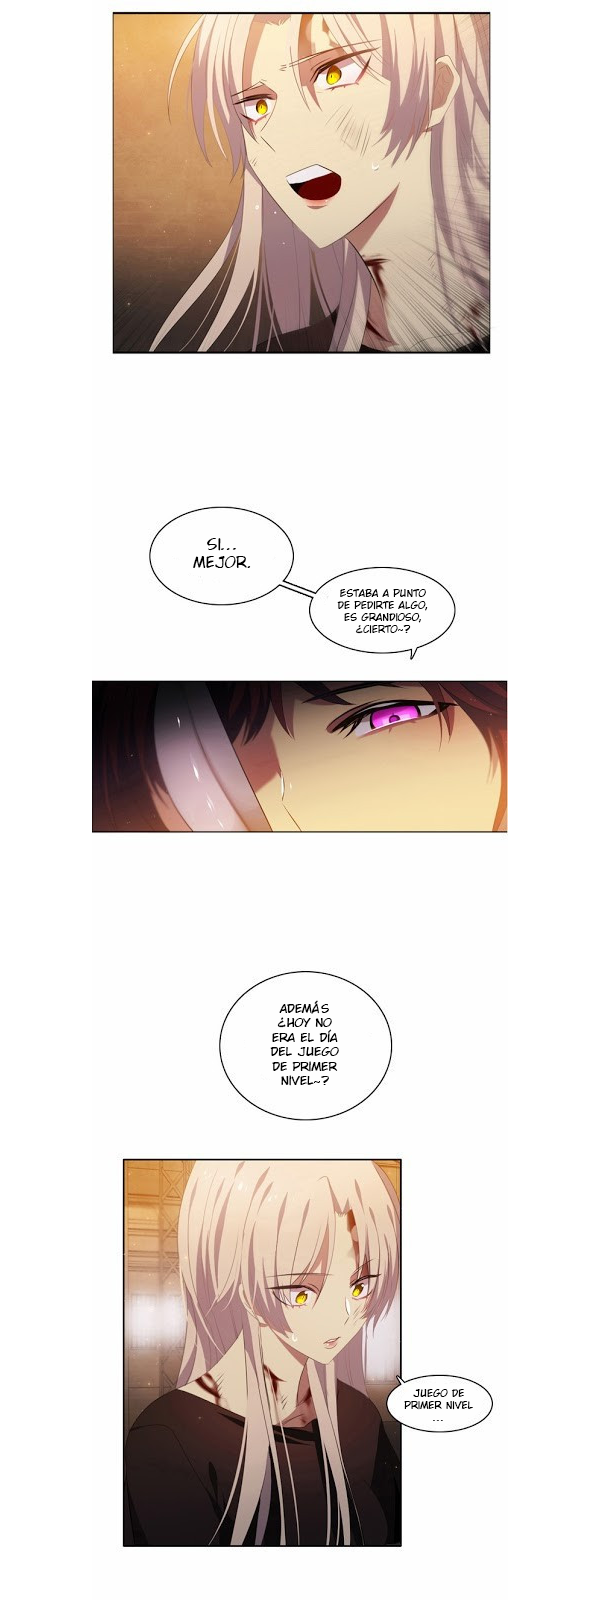 SI...
MEJOR.
ESTABA A PUNTO
DE PEDIRTE ALGO,
ES GRANDIOSO,
¿CIERTO~?
ADEMÁS
¿HOY NO
ERA EL DÍA
DEL JUEGO
DE PRIMER
NIVEL~?
JUEGO DE
PRIMER NIVEL
...